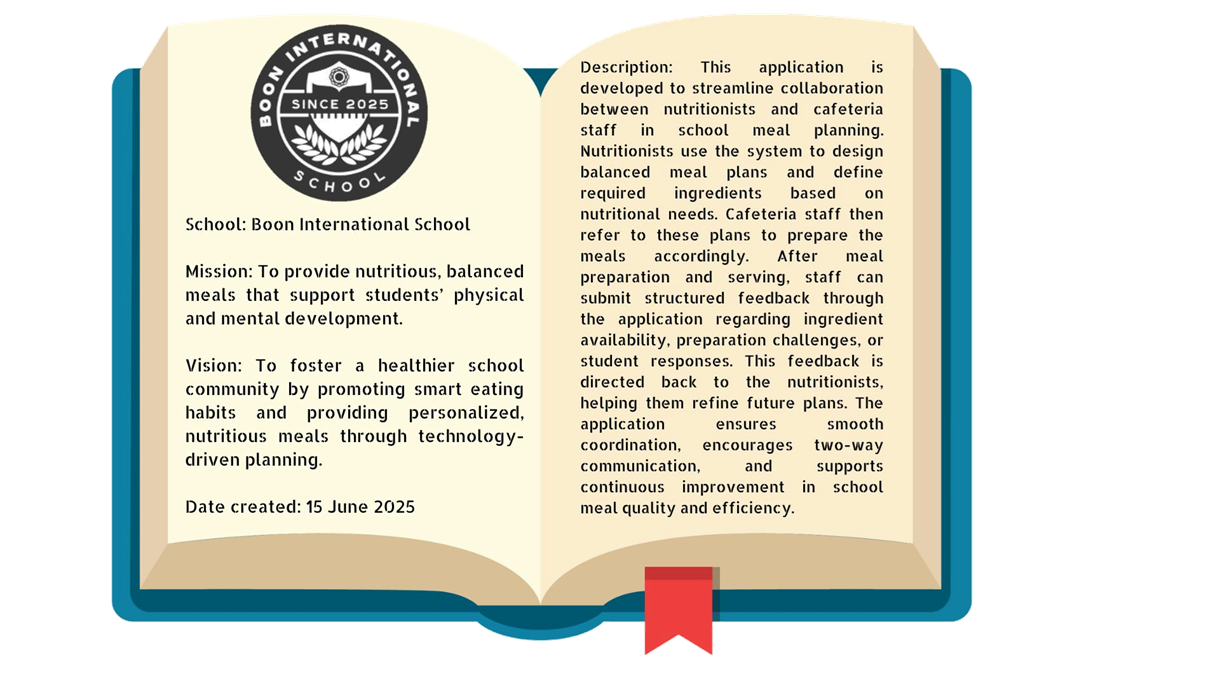 BOON INTERNATIONAL
SINCE 2025
SCHOOL
School: Boon International School
Mission: To provide nutritious, balanced
meals that support students’ physical
and mental development.
Vision: To foster a healthier school
community by promoting smart eating
habits and providing personalized,
nutritious meals through technology-
driven planning.
Date created: 15 June 2025
Description: This application is
developed to streamline collaboration
between nutritionists and cafeteria
staff in school meal planning.
Nutritionists use the system to design
balanced meal plans and define
required ingredients based on
nutritional needs. Cafeteria staff then
refer to these plans to prepare the
meals accordingly. After meal
preparation and serving, staff can
submit structured feedback through
the application regarding ingredient
availability, preparation challenges, or
student responses. This feedback is
directed back to the nutritionists,
helping them refine future plans. The
application ensures smooth
coordination, encourages two-way
communication, and supports
continuous improvement in school
meal quality and efficiency.